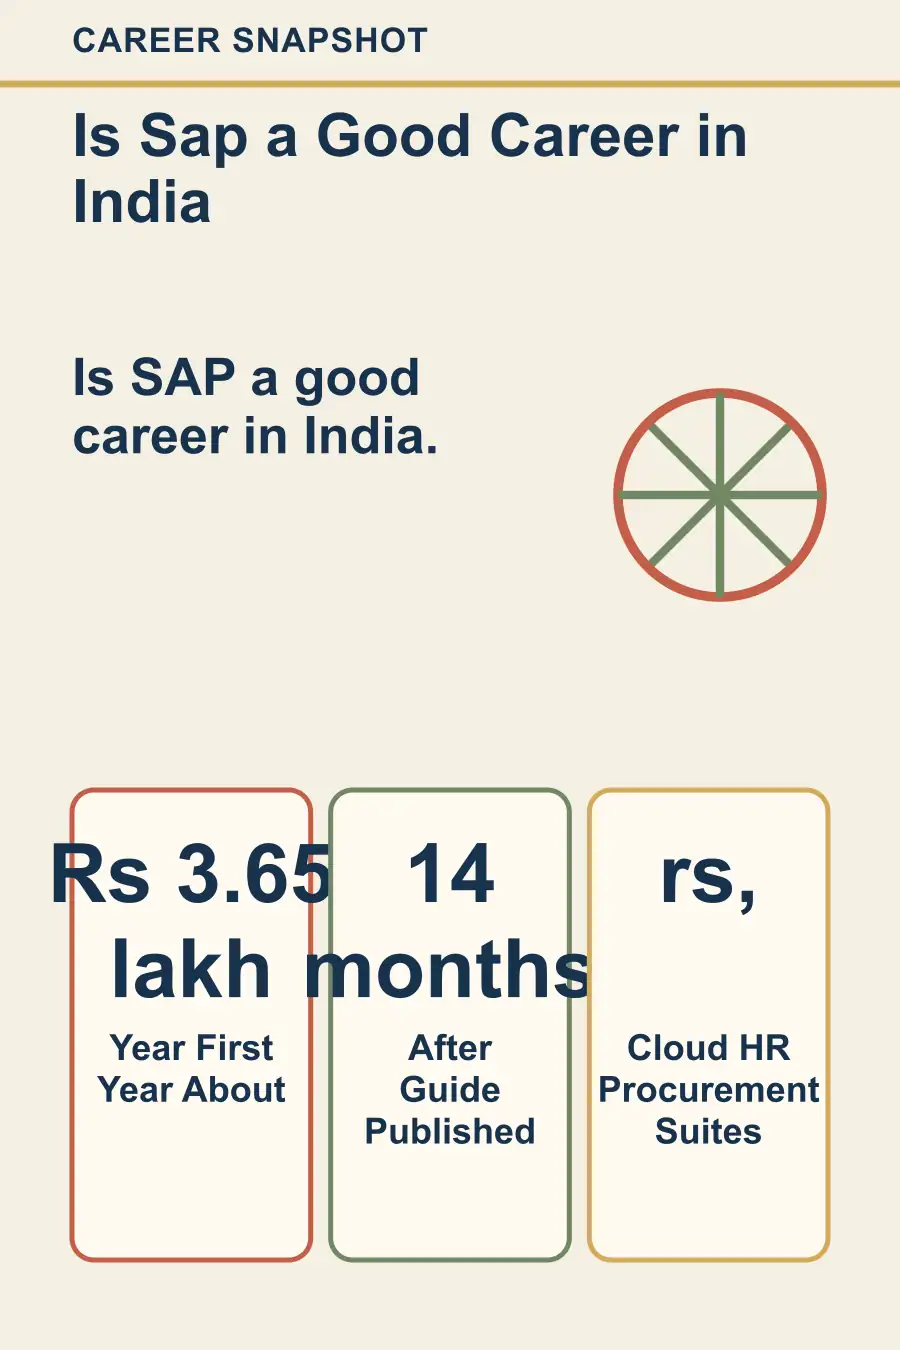 CAREER SNAPSHOT
Is Sap a Good Career in
India
Is SAP a good
career in India.
Rs 3.65
lakh
Year First
Year About
14
months
After
Guide
Published
rs,
Cloud HR
Procurement
Suites